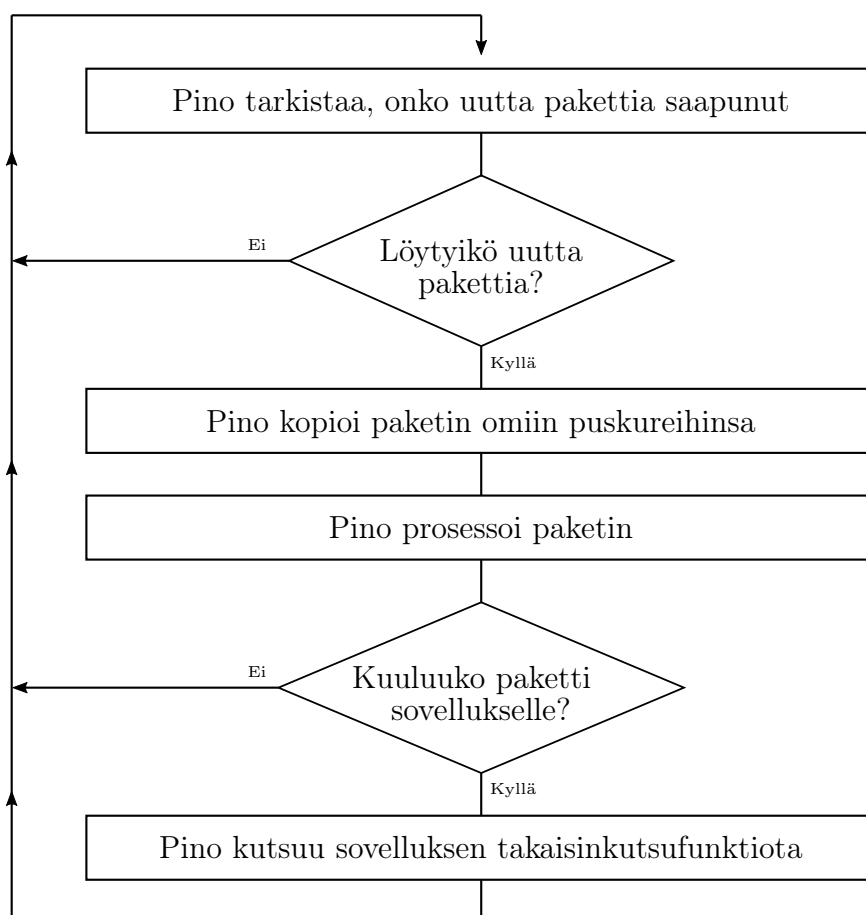 Pino tarkistaa, onko uutta pakettia saapunut
Ei
Löytyikö uutta
pakettia?
Kyllä
Pino kopioi paketin omiin puskureihinsa
Pino prosessoi paketin
Ei
Kuuluuko paketti
sovellukselle?
Kyllä
Pino kutsuu sovelluksen takaisinkutsufunktiota